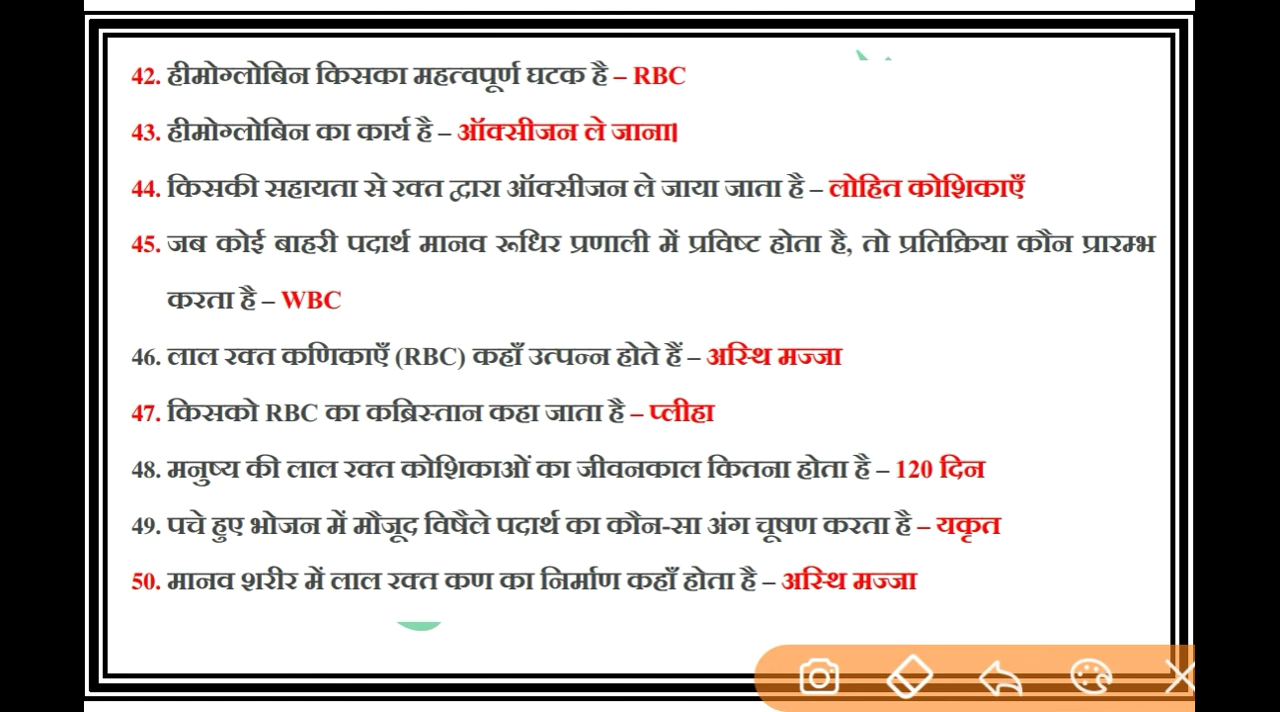 42. हीमोग्लोबिन किसका महत्वपूर्ण घटक है – RBC
43. हीमोग्लोबिन का कार्य है – ऑक्सीजन ले जाना।
44. किसकी सहायता से रक्त द्वारा ऑक्सीजन ले जाया जाता है – लोहित कोशिकाएँ
45. जब कोई बाहरी पदार्थ मानव रूधिर प्रणाली में प्रविष्ट होता है, तो प्रतिक्रिया कौन प्रारम्भ
करता है – WBC
46. लाल रक्त कणिकाएँ (RBC) कहाँ उत्पन्न होते हैं – अस्थि मज्जा
47. किसको RBC का कब्रिस्तान कहा जाता है – प्लीहा
48. मनुष्य की लाल रक्त कोशिकाओं का जीवनकाल कितना होता है – 120 दिन
49. पचे हुए भोजन में मौजूद विषैले पदार्थ का कौन-सा अंग चूषण करता है – यकृत
50. मानव शरीर में लाल रक्त कण का निर्माण कहाँ होता है – अस्थि मज्जा